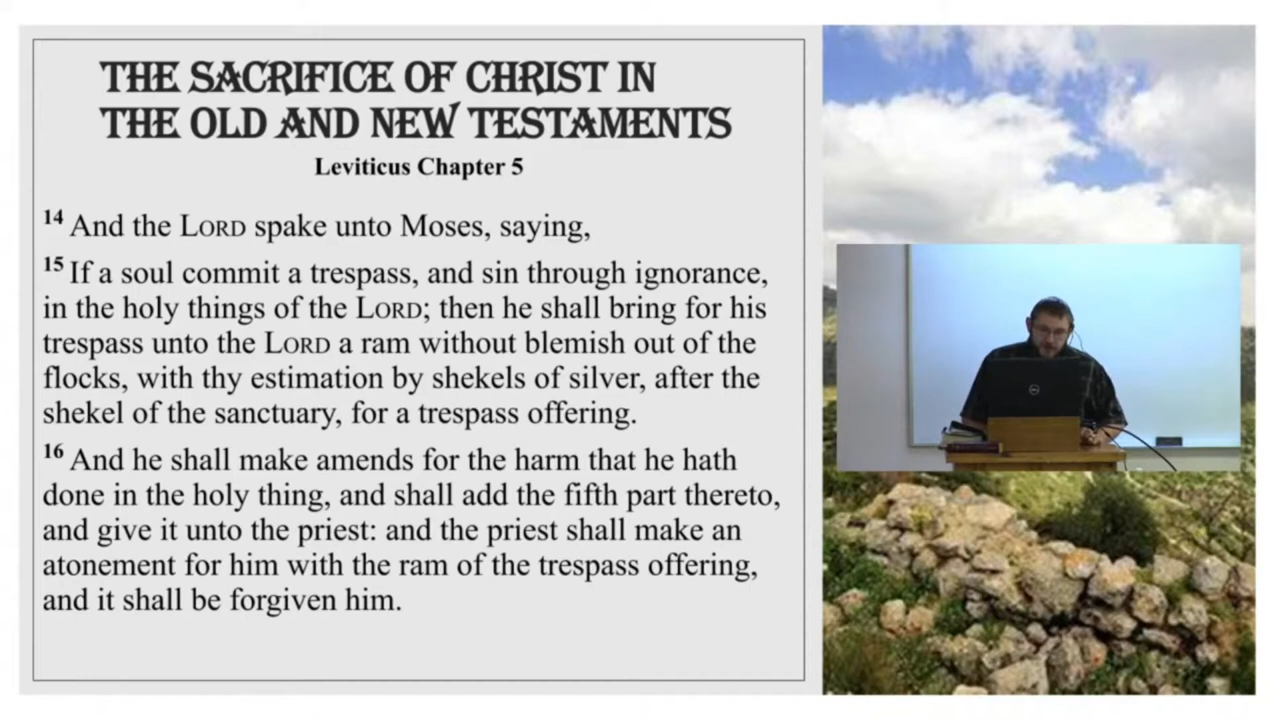 THE SACRIFICE OF CHRIST IN
THE OLD AND NEW TESTAMENTS
Leviticus Chapter 5
14 And the LORD spake unto Moses, saying,
15 If a soul commit a trespass, and sin through ignorance,
in the holy things of the LORD; then he shall bring for his
trespass unto the LORD a ram without blemish out of the
flocks, with thy estimation by shekels of silver, after the
shekel of the sanctuary, for a trespass offering.
16 And he shall make amends for the harm that he hath
done in the holy thing, and shall add the fifth part thereto,
and give it unto the priest: and the priest shall make an
atonement for him with the ram of the trespass offering,
and it shall be forgiven him.